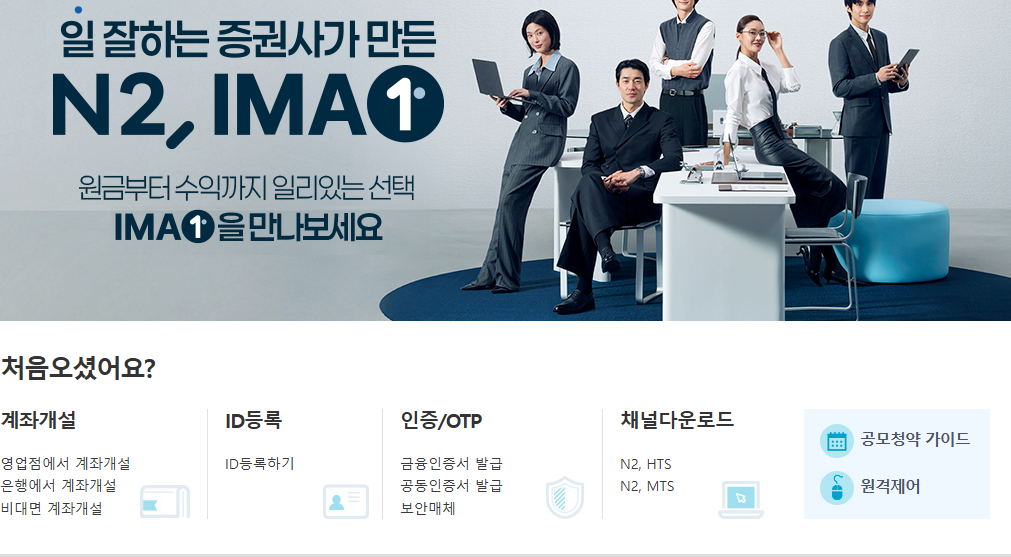 일 잘하는 증권사가 만든
N2, IMA1
원금부터 수익까지 일리있는 선택
IMA1을 만나보세요
처음오셨어요?
계좌개설
영업점에서 계좌개설
은행에서 계좌개설
비대면 계좌개설
ID등록
ID등록하기
인증/OTP
금융인증서 발급
공동인증서 발급
보안매체
채널다운로드
N2, HTS
N2, MTS
공모청약 가이드
원격제어